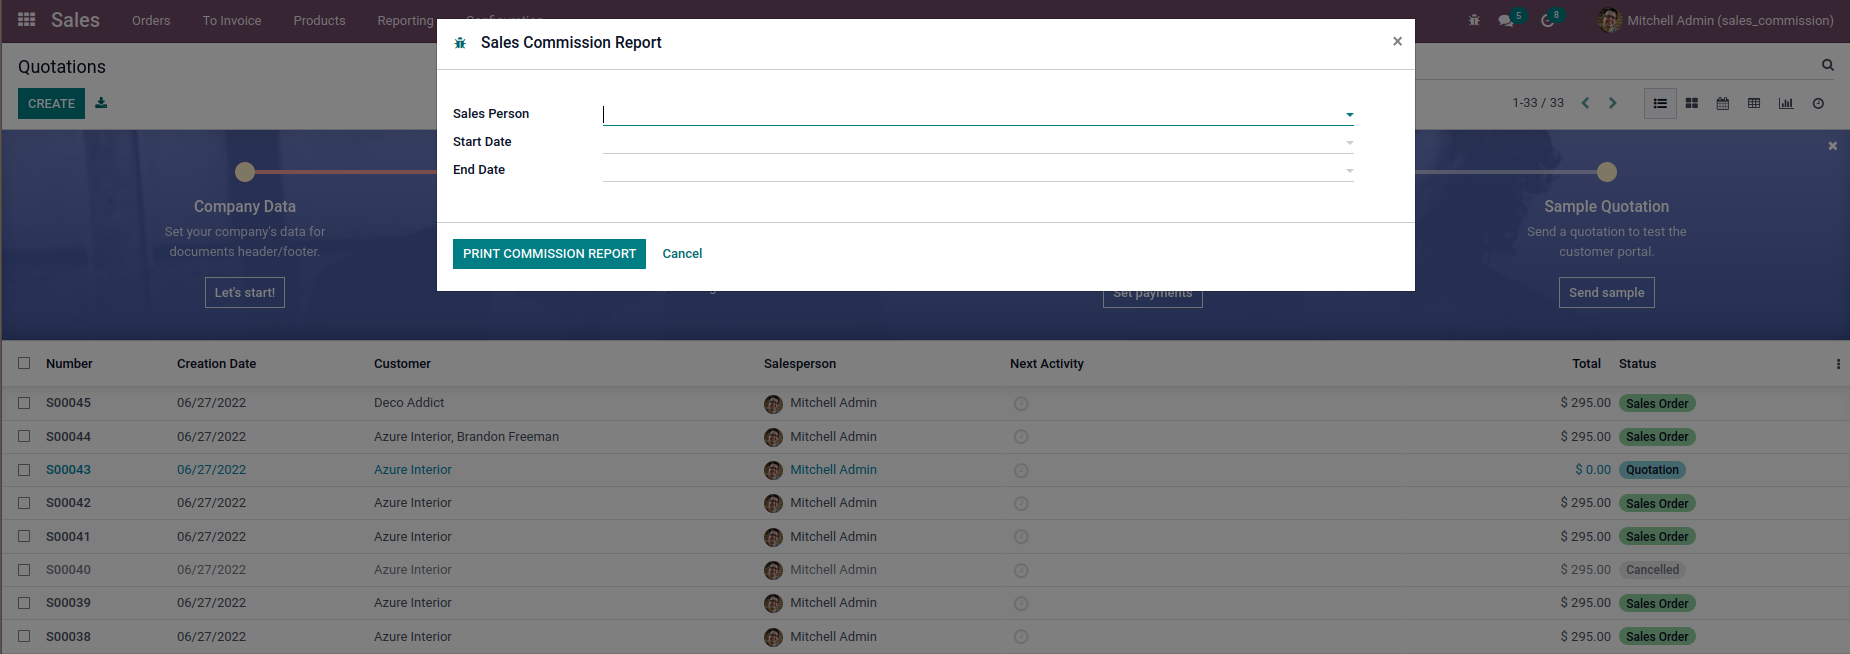 Sales Orders To Invoice Products Reporting Configuration 5 8 Mitchell Admin (sales_commission)
Sales Commission Report ×
Quotations
CREATE
1-33 / 33
Sales Person
Start Date
End Date
PRINT COMMISSION REPORT Cancel
Company Data
Set your company's data for
documents header/footer.
Let's start!
Set payments
Sample Quotation
Send a quotation to test the
customer portal.
Send sample
Number Creation Date Customer Salesperson Next Activity Total Status
S00045 06/27/2022 Deco Addict Mitchell Admin $ 295.00 Sales Order
S00044 06/27/2022 Azure Interior, Brandon Freeman Mitchell Admin $ 295.00 Sales Order
S00043 06/27/2022 Azure Interior Mitchell Admin $ 0.00 Quotation
S00042 06/27/2022 Azure Interior Mitchell Admin $ 295.00 Sales Order
S00041 06/27/2022 Azure Interior Mitchell Admin $ 295.00 Sales Order
S00040 06/27/2022 Azure Interior Mitchell Admin $ 295.00 Cancelled
S00039 06/27/2022 Azure Interior Mitchell Admin $ 295.00 Sales Order
S00038 06/27/2022 Azure Interior Mitchell Admin $ 295.00 Sales Order